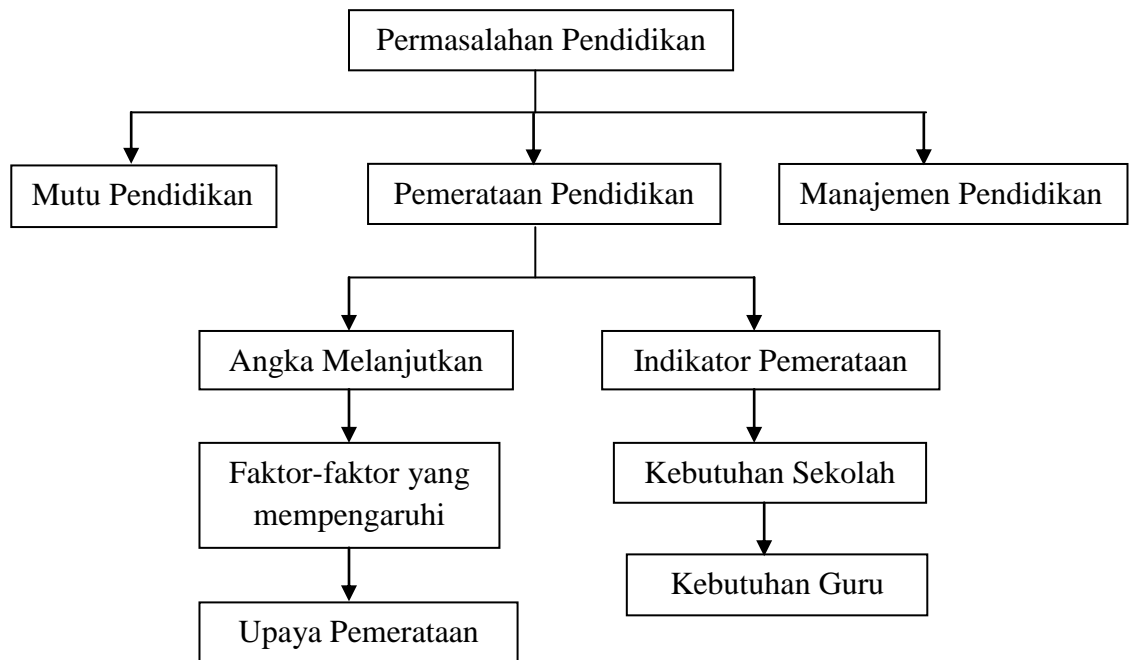 Permasalahan Pendidikan
Mutu Pendidikan
Pemerataan Pendidikan
Manajemen Pendidikan
Angka Melanjutkan
Indikator Pemerataan
Faktor-faktor yang
mempengaruhi
Kebutuhan Sekolah
Kebutuhan Guru
Upaya Pemerataan